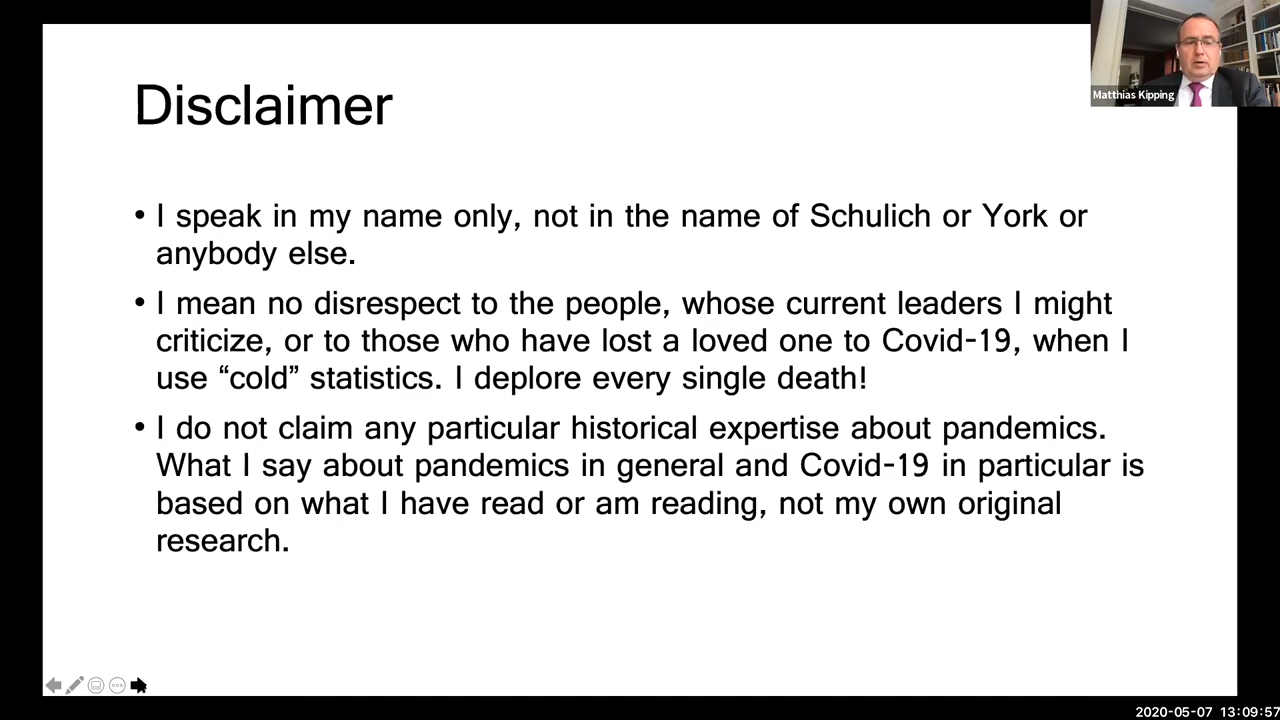 Disclaimer
Matthias Kipping
• I speak in my name only, not in the name of Schulich or York or
anybody else.
• I mean no disrespect to the people, whose current leaders I might
criticize, or to those who have lost a loved one to Covid-19, when I
use “cold” statistics. I deplore every single death!
• I do not claim any particular historical expertise about pandemics.
What I say about pandemics in general and Covid-19 in particular is
based on what I have read or am reading, not my own original
research.
2020-05-07 13:09:57